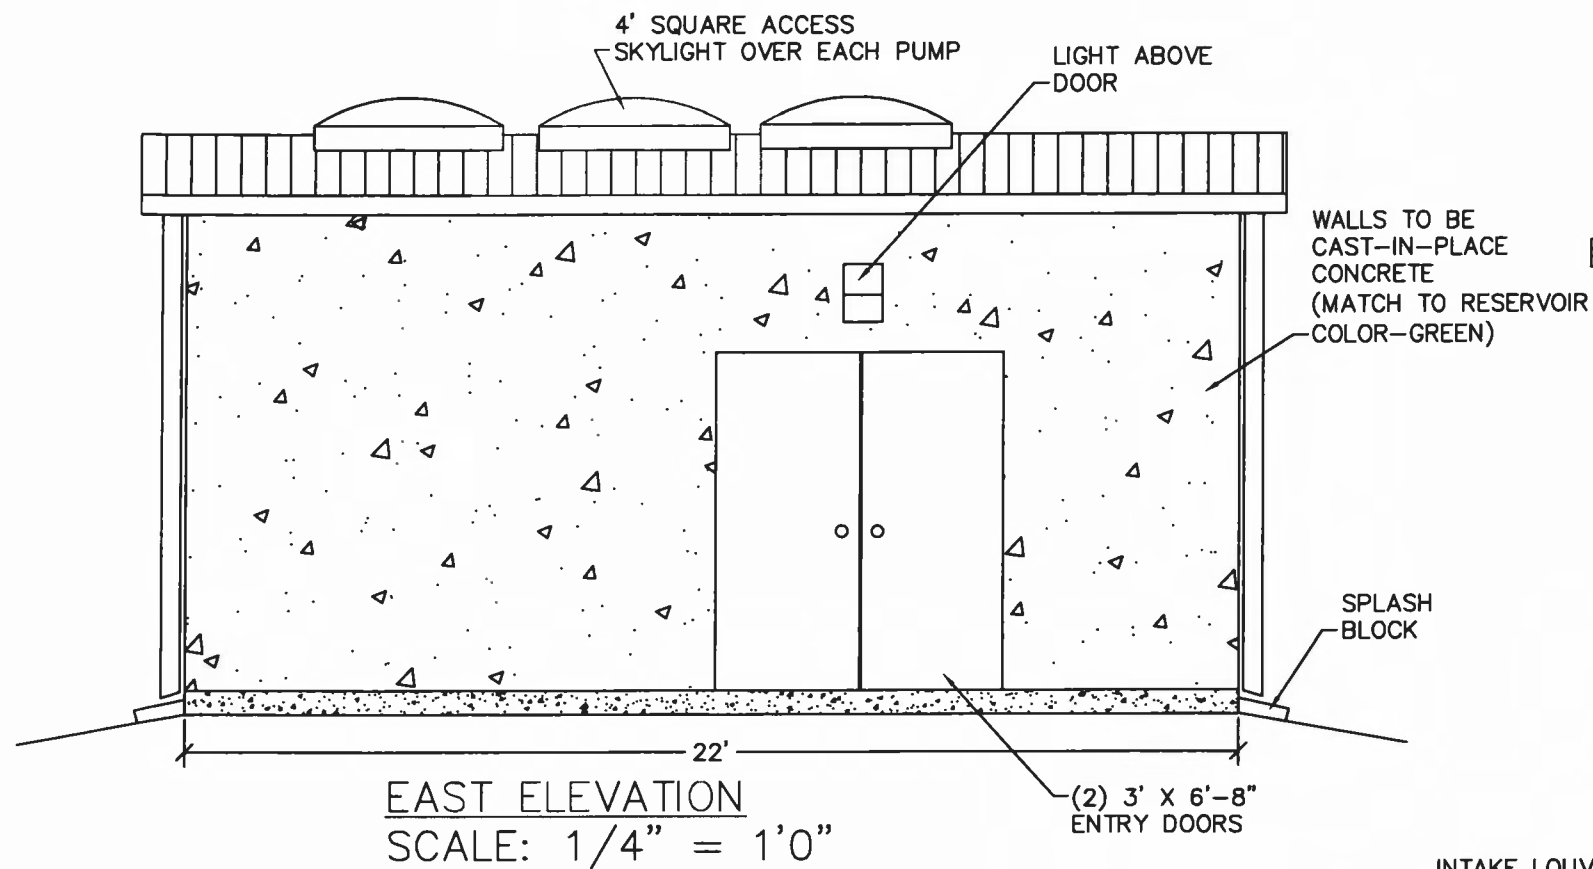 4' SQUARE ACCESS
SKYLIGHT OVER EACH PUMP
LIGHT ABOVE
DOOR
WALLS TO BE
CAST-IN-PLACE
CONCRETE
(MATCH TO RESERVOIR
COLOR-GREEN)
SPLASH
BLOCK
22'
(2) 3' X 6'-8"
ENTRY DOORS
EAST ELEVATION
SCALE: 1/4" = 1'0"
INTAKE